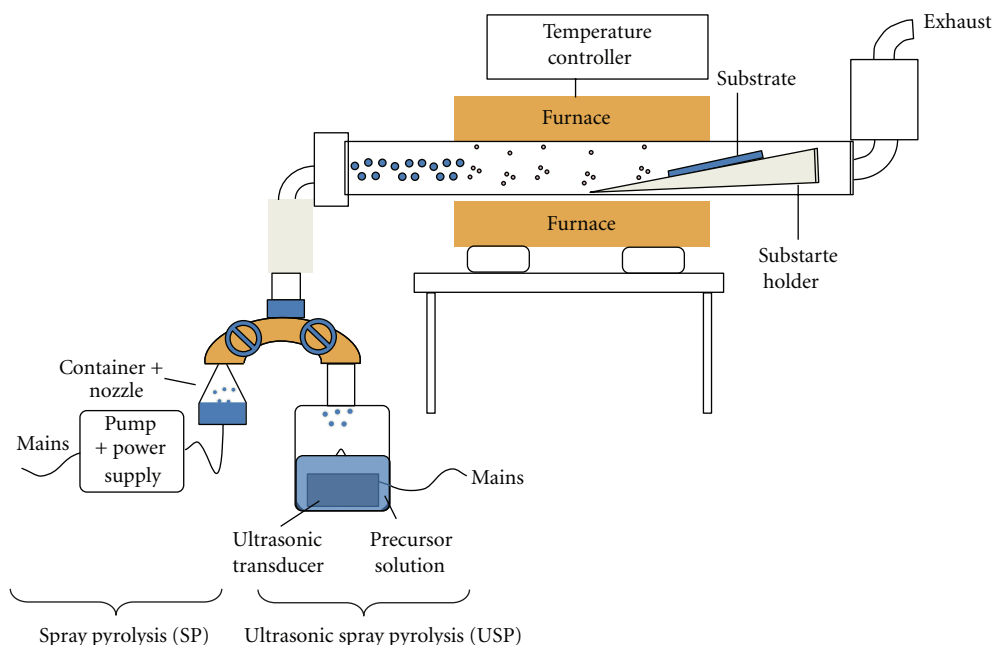 Exhaust
Temperature
controller
Substrate
Furnace
Furnace
Substarte
holder
Container +
nozzle
Mains
Pump
+ power
supply
Mains
Ultrasonic
transducer
Precursor
solution
Spray pyrolysis (SP)
Ultrasonic spray pyrolysis (USP)